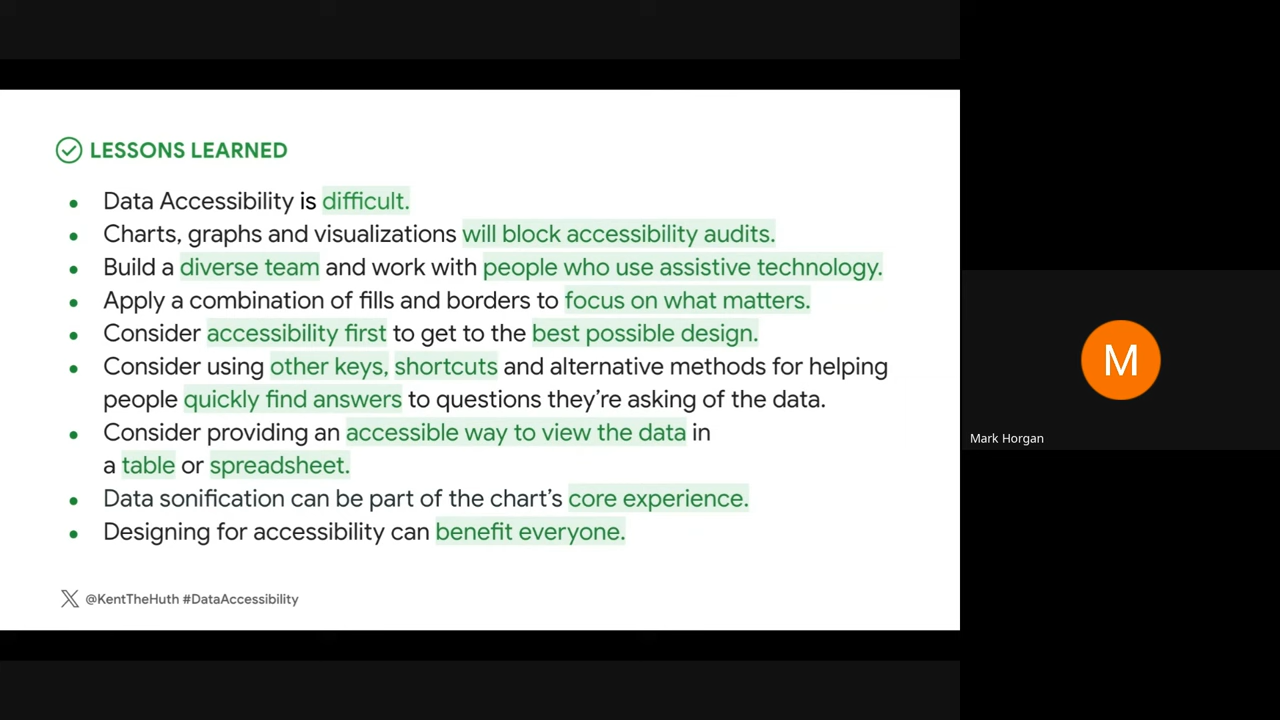 LESSONS LEARNED
• Data Accessibility is difficult.
• Charts, graphs and visualizations will block accessibility audits.
• Build a diverse team and work with people who use assistive technology.
• Apply a combination of fills and borders to focus on what matters.
• Consider accessibility first to get to the best possible design.
• Consider using other keys, shortcuts and alternative methods for helping
people quickly find answers to questions they’re asking of the data.
• Consider providing an accessible way to view the data in
a table or spreadsheet.
• Data sonification can be part of the chart’s core experience.
• Designing for accessibility can benefit everyone.
@KentTheHuth #DataAccessibility
M
Mark Horgan